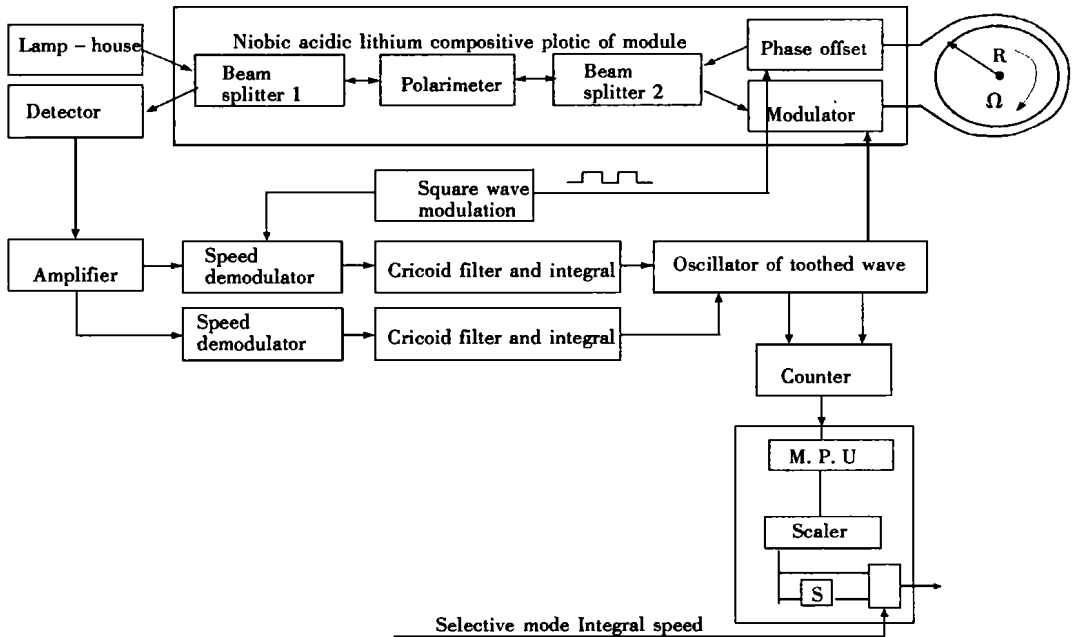 Lamp – house
Niobic acidic lithium compositive plotic of module
Phase offset
Beam
splitter 1
Polarimeter
Beam
splitter 2
R
Ω
Detector
Modulator
Square wave
modulation
Amplifier
Speed
demodulator
Cricoid filter and integral
Oscillator of toothed wave
Speed
demodulator
Cricoid filter and integral
Counter
M. P. U
Scaler
S
Selective mode Integral speed